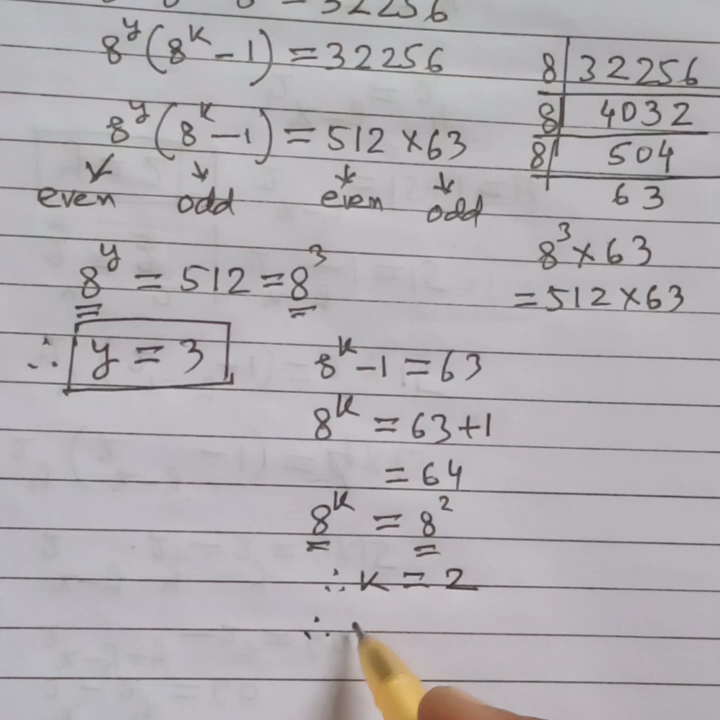 = 32256
8^y (8^k - 1) = 32256
8^y (8^k - 1) = 512 × 63
even odd even odd
8^y = 512 = 8^3
∴ y = 3
8^k - 1 = 63
8^k = 63 + 1
= 64
8^k = 8^2
∴ k = 2
∴
8 | 32256
8 | 4032
8 | 504
63
8^3 × 63
= 512 × 63